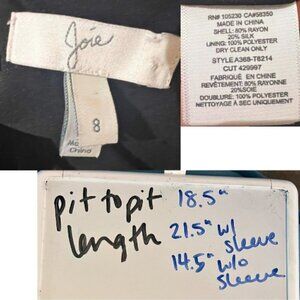 Joie
8
Made
China
RN# 105230 CA#56350
MADE IN CHINA
SHELL: 80% RAYON
20% SILK
LINING: 100% POLYESTER
DRY CLEAN ONLY
STYLE A368-T8214
CUT 429997
FABRIQUÉ EN CHINE
REVÊTEMENT: 80% RAYONNE
20%SOIE
DOUBLURE: 100% POLYESTER
NETTOYAGE À SEC UNIQUEMENT
pit to pit 18.5"
length 21.5" w/
sleeve
14.5" w/o
sleeve